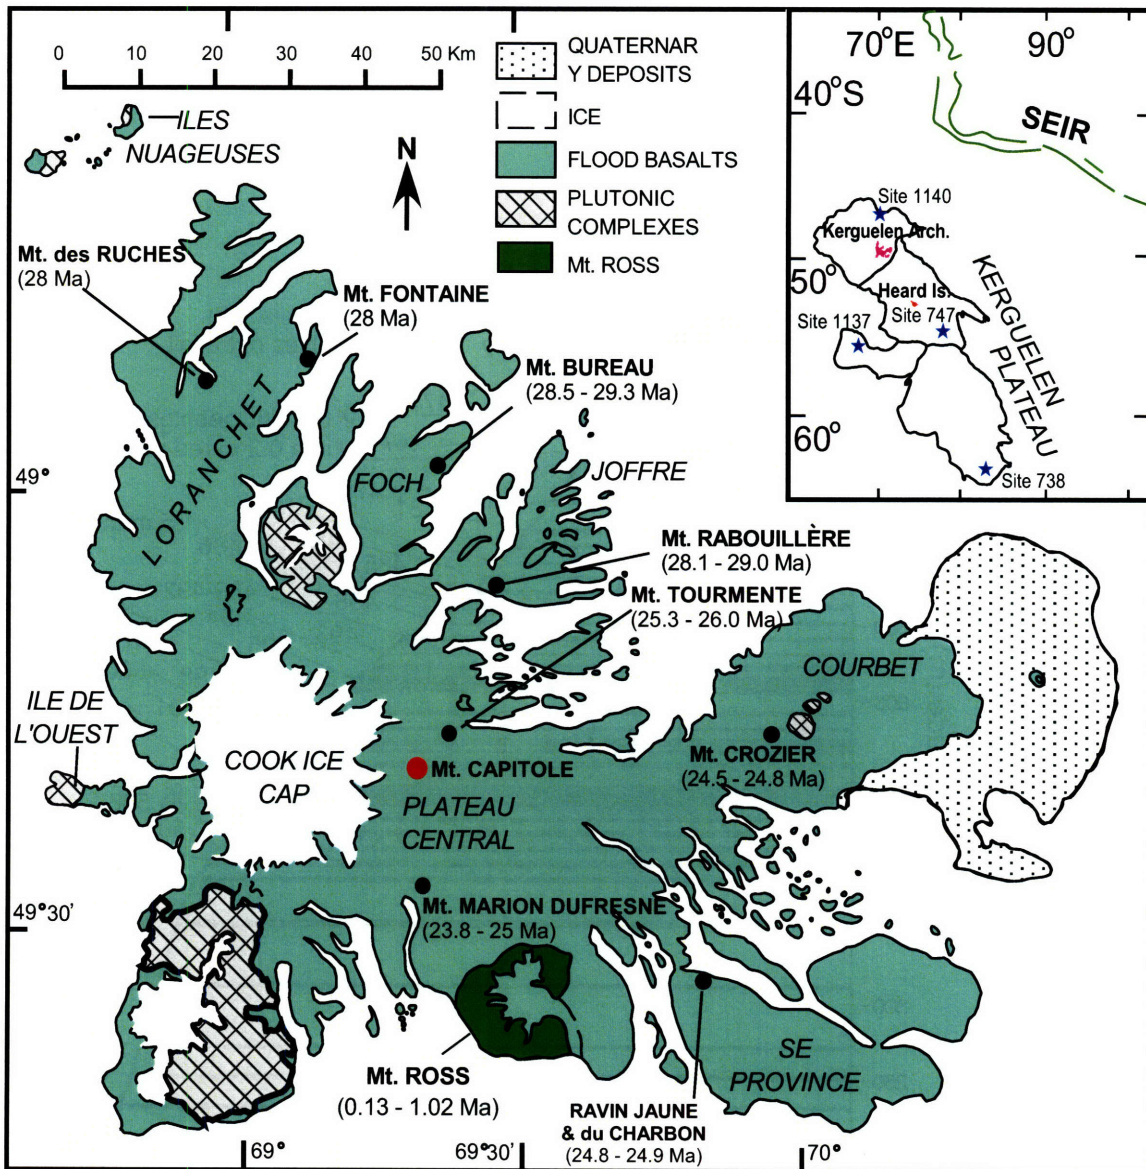 0 10 20 30 40 50 Km
QUATERNAR
Y DEPOSITS
ICE
FLOOD BASALTS
PLUTONIC
COMPLEXES
Mt. ROSS
N
70°E 90°
40°S
SEIR
Site 1140
Kerguelen Arch.
50°
Heard Is.
Site 747
Site 1137
KERGUELEN
PLATEAU
60°
Site 738
ILES
NUAGEUSES
Mt. des RUCHES
(28 Ma)
Mt. FONTAINE
(28 Ma)
Mt. BUREAU
(28.5 - 29.3 Ma)
LORANCHET
FOCH
JOFFRE
49°
Mt. RABOUILLÈRE
(28.1 - 29.0 Ma)
Mt. TOURMENTE
(25.3 - 26.0 Ma)
COURBET
ILE DE
L'OUEST
COOK ICE
CAP
Mt. CAPITOLE
Mt. CROZIER
(24.5 - 24.8 Ma)
PLATEAU
CENTRAL
49°30'
Mt. MARION DUFRESNE
(23.8 - 25 Ma)
Mt. ROSS
(0.13 - 1.02 Ma)
SE
PROVINCE
RAVIN JAUNE
& du CHARBON
(24.8 - 24.9 Ma)
69° 69°30' 70°